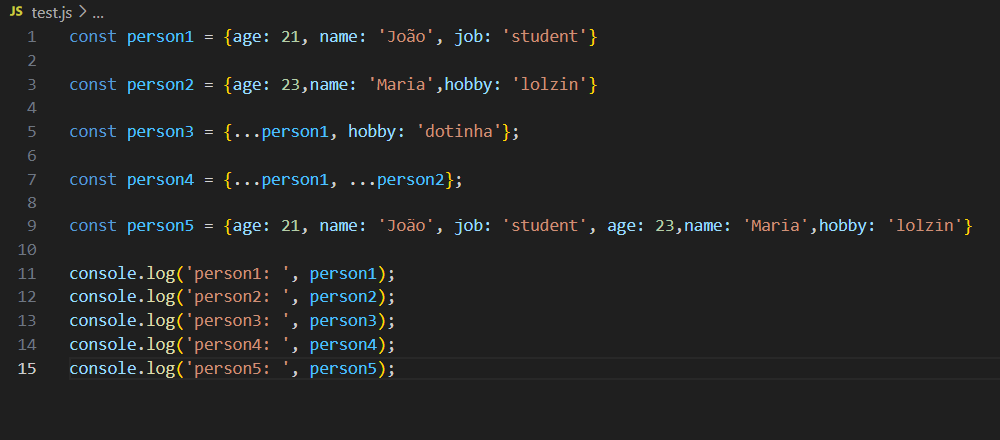 JS test.js > ...
1 const person1 = {age: 21, name: 'João', job: 'student'}
2
3 const person2 = {age: 23,name: 'Maria',hobby: 'lolzin'}
4
5 const person3 = {...person1, hobby: 'dotinha'};
6
7 const person4 = {...person1, ...person2};
8
9 const person5 = {age: 21, name: 'João', job: 'student', age: 23,name: 'Maria',hobby: 'lolzin'}
10
11 console.log('person1: ', person1);
12 console.log('person2: ', person2);
13 console.log('person3: ', person3);
14 console.log('person4: ', person4);
15 console.log('person5: ', person5);